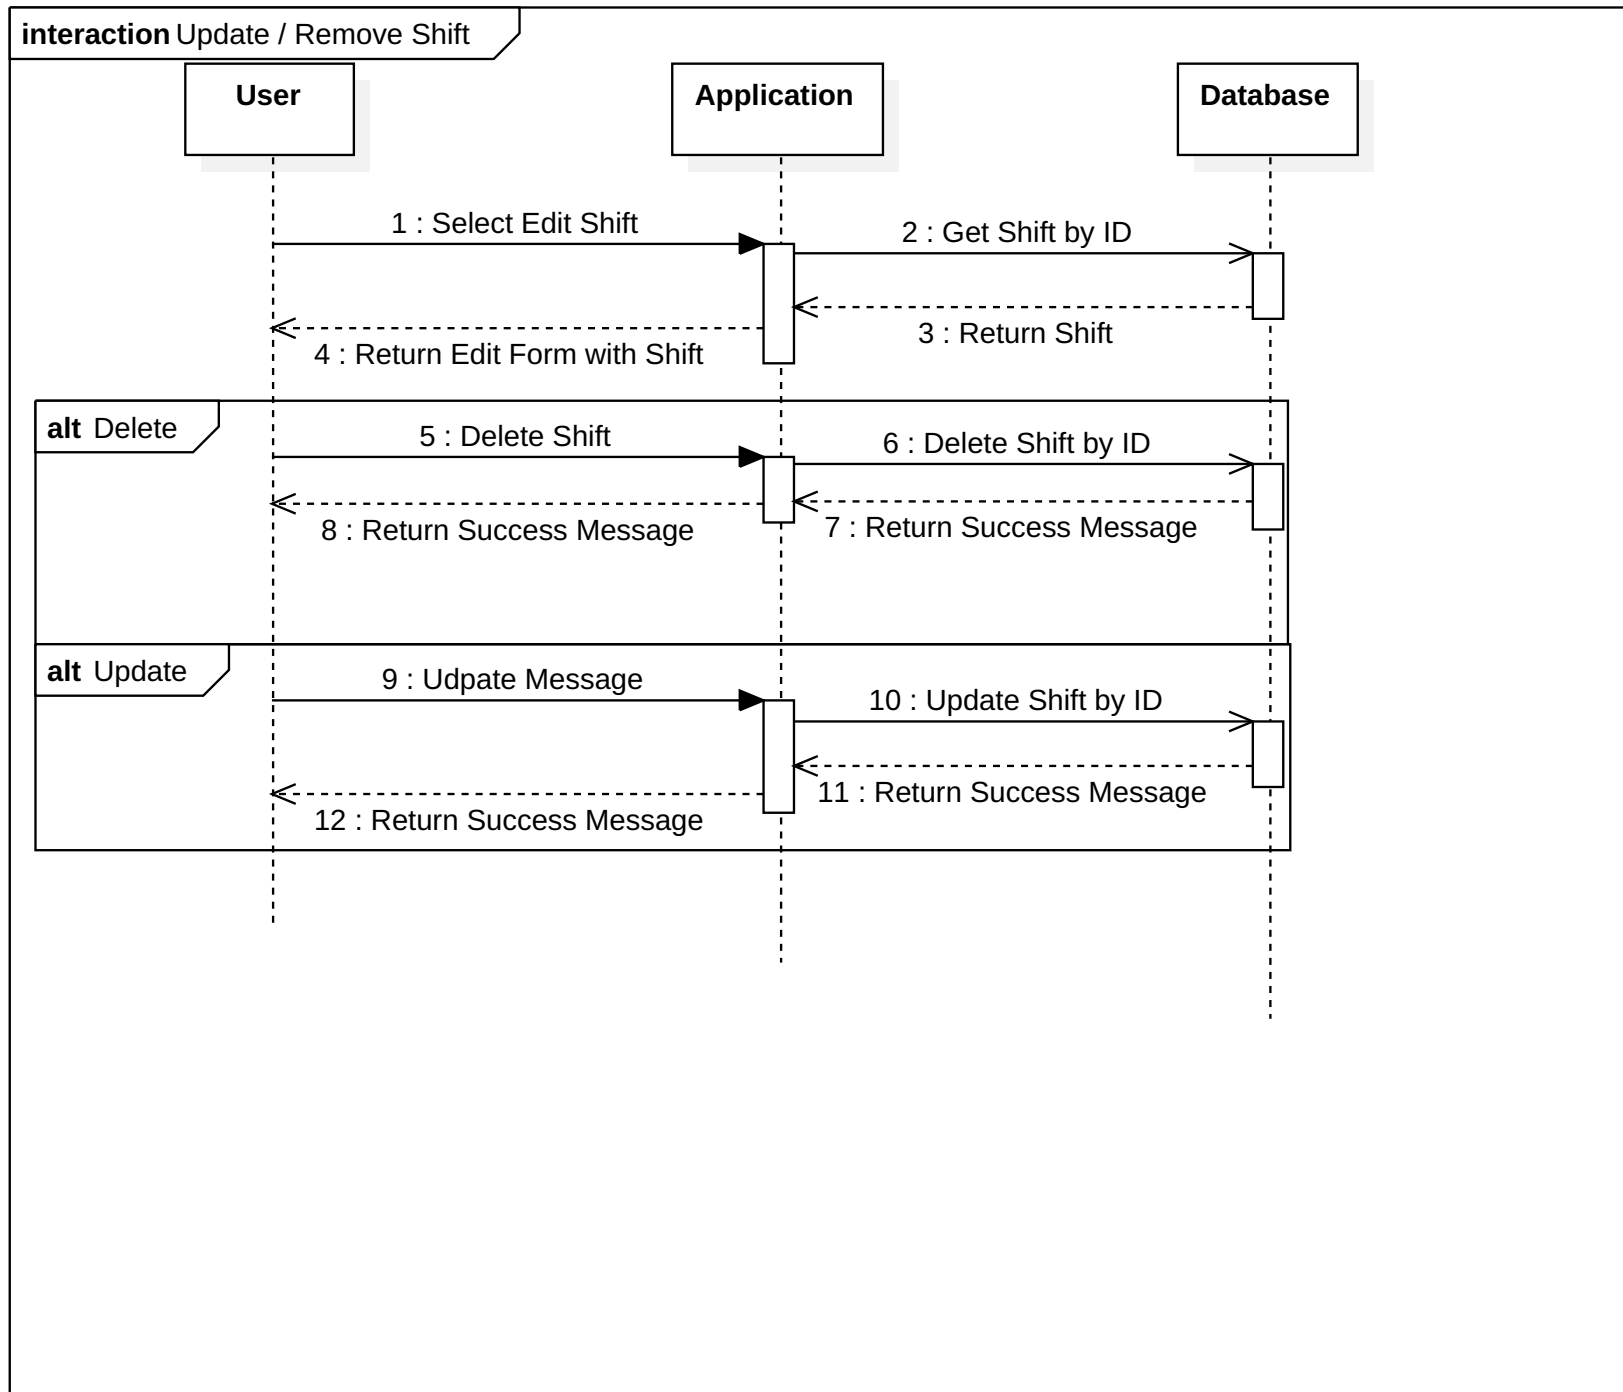 interaction Update / Remove Shift
User
Application
Database
1 : Select Edit Shift
2 : Get Shift by ID
3 : Return Shift
4 : Return Edit Form with Shift
alt Delete
5 : Delete Shift
6 : Delete Shift by ID
7 : Return Success Message
8 : Return Success Message
alt Update
9 : Udpate Message
10 : Update Shift by ID
11 : Return Success Message
12 : Return Success Message